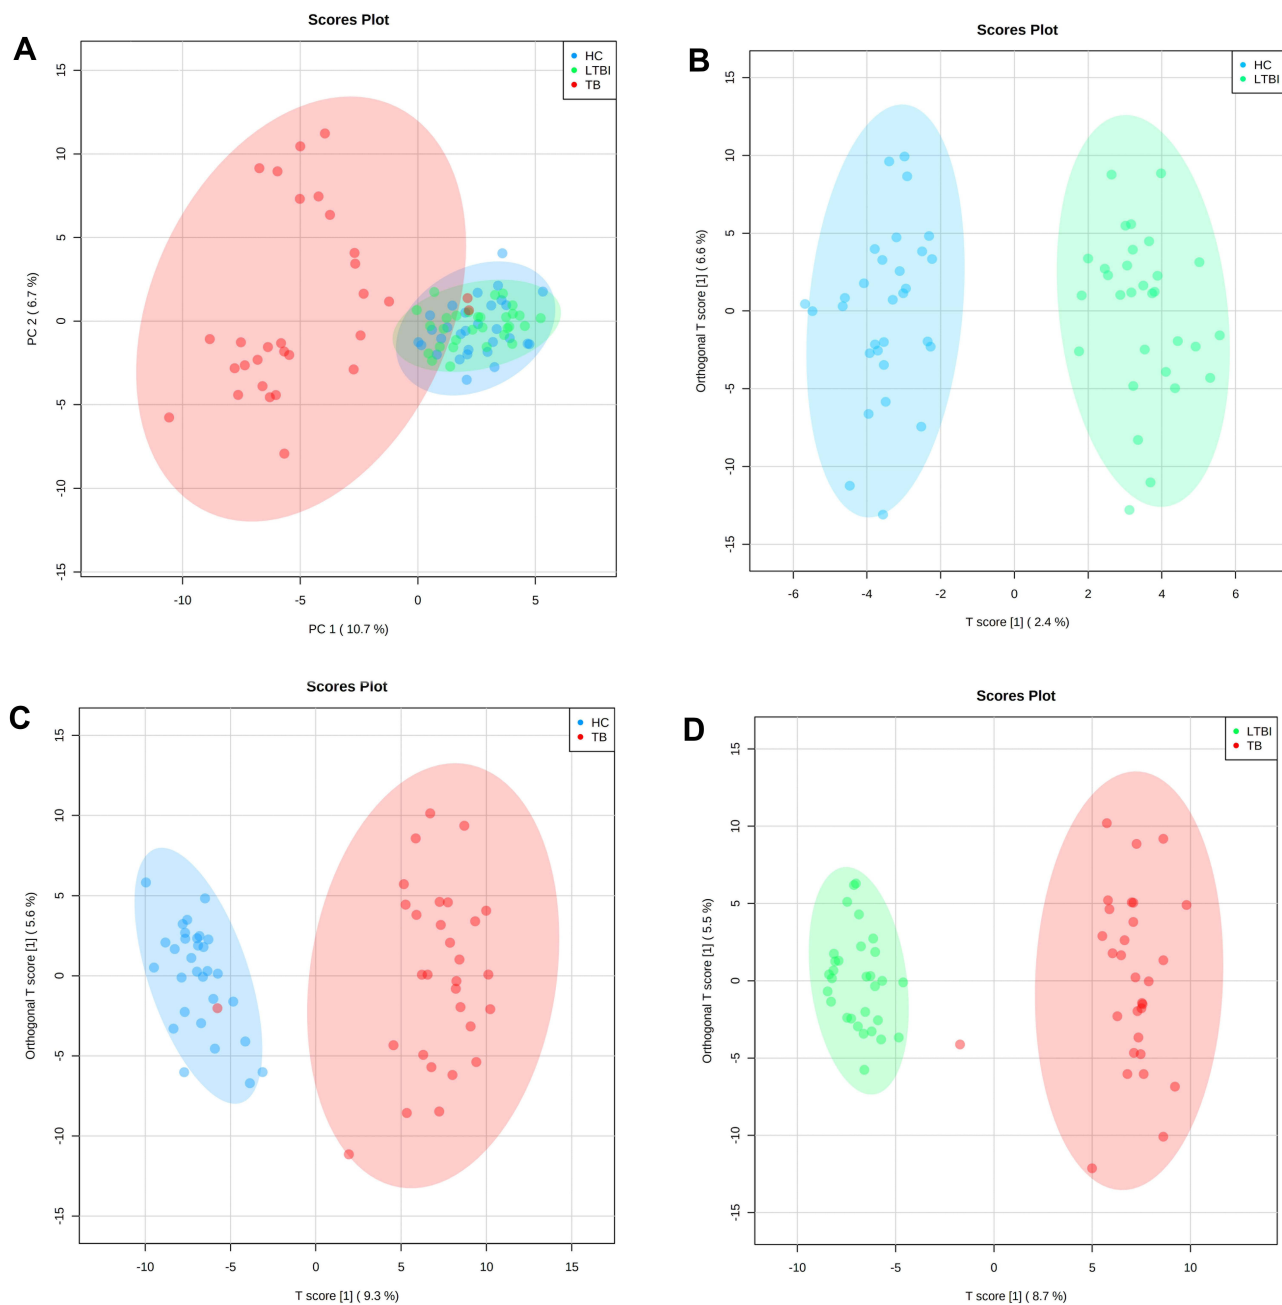 A
Scores Plot
HC
LTBI
TB
15
10
5
0
-5
-10
-15
PC 2 ( 6.7 %)
-10
-5
0
5
PC 1 ( 10.7 %)
B
Scores Plot
HC
LTBI
15
10
5
0
-5
-10
-15
Orthogonal T score [1] ( 6.6 %)
-6
-4
-2
0
2
4
6
T score [1] ( 2.4 %)
C
Scores Plot
HC
TB
15
10
5
0
-5
-10
-15
Orthogonal T score [1] ( 5.6 %)
-10
-5
0
5
10
15
T score [1] ( 9.3 %)
D
Scores Plot
LTBI
TB
15
10
5
0
-5
-10
-15
Orthogonal T score [1] ( 5.5 %)
-10
-5
0
5
10
T score [1] ( 8.7 %)